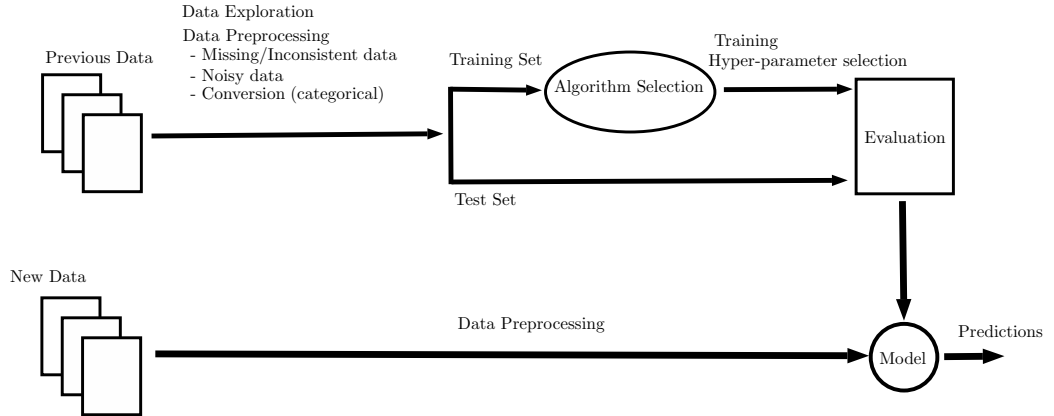 Data Exploration
Data Preprocessing
- Missing/Inconsistent data
- Noisy data
- Conversion (categorical)
Previous Data
Training Set
Algorithm Selection
Training
Hyper-parameter selection
Evaluation
Test Set
New Data
Data Preprocessing
Model
Predictions